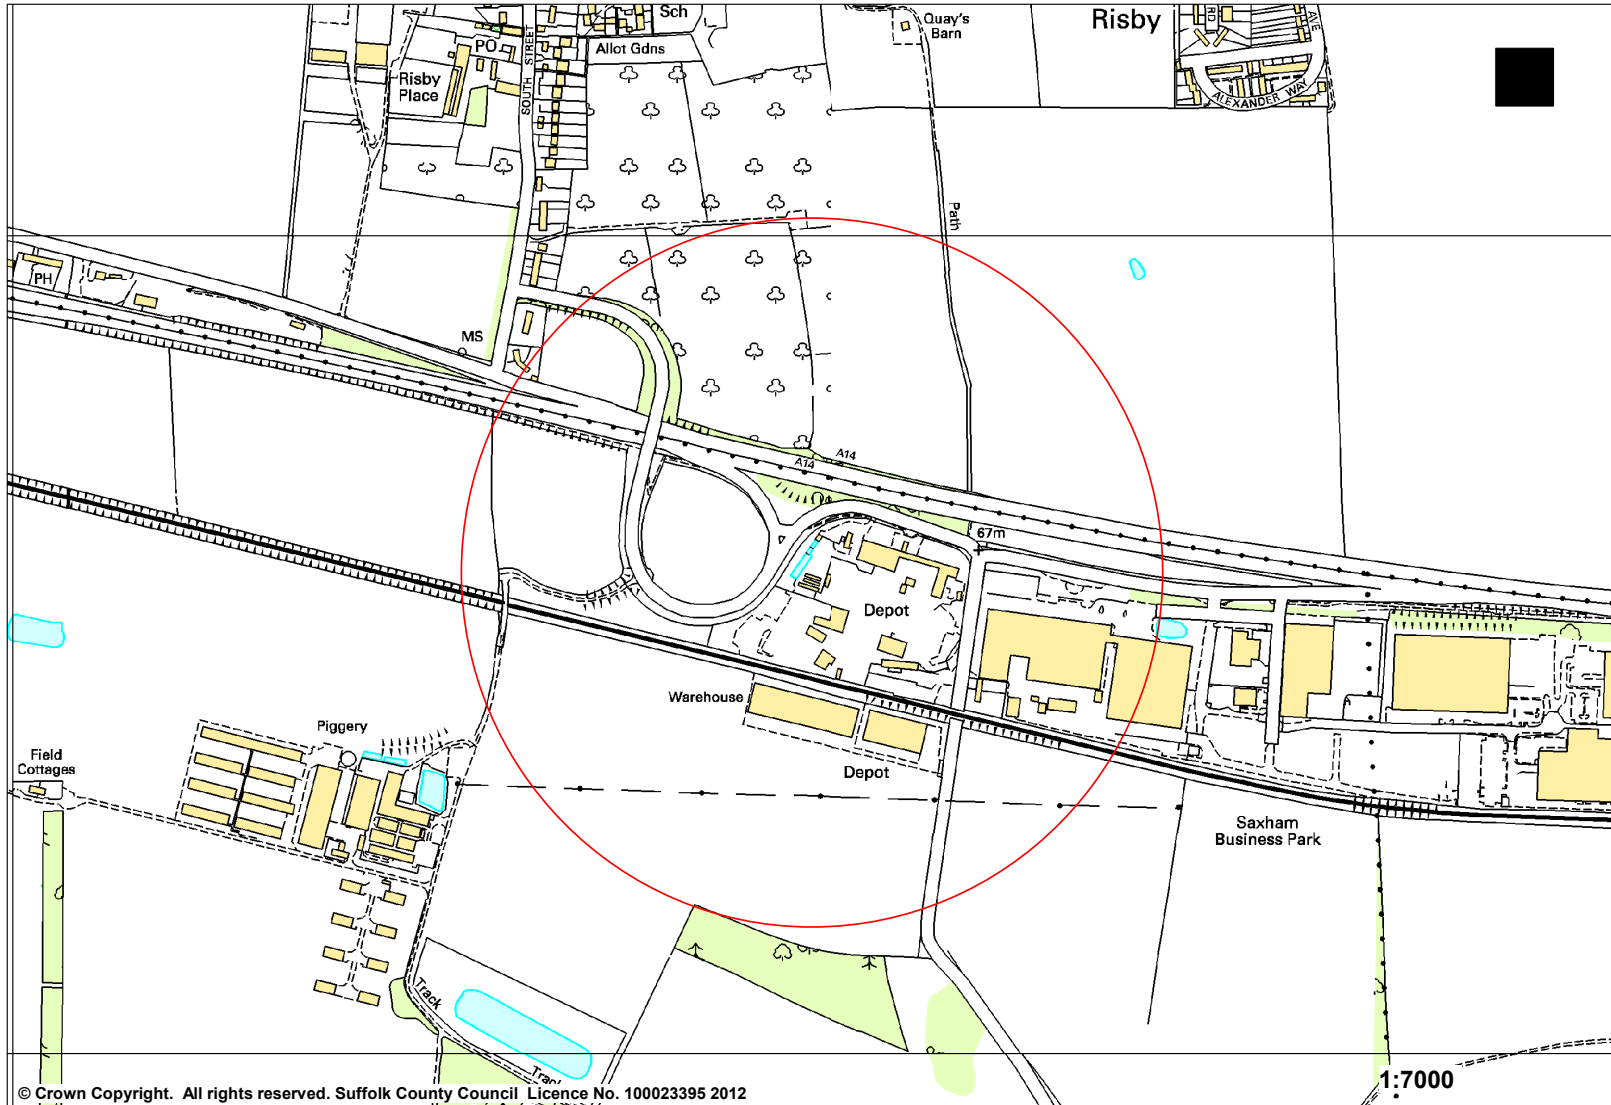 Sch
Quay's
Barn
Risby
RD
AVE
PO
SOUTH STREET
Allot Gdns
Risby
Place
ALEXANDER WAY
Path
PH
MS
A14
A14
67m
Depot
Warehouse
Piggery
Field
Cottages
Depot
Saxham
Business Park
Track
Track
1:7000
© Crown Copyright. All rights reserved. Suffolk County Council Licence No. 100023395 2012